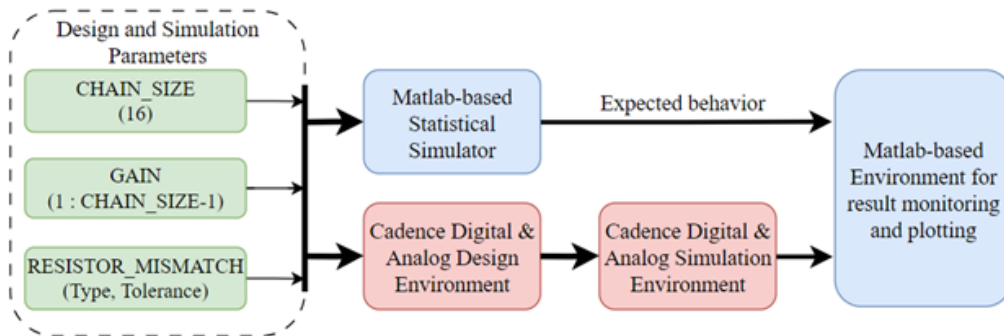 Design and Simulation
Parameters
CHAIN_SIZE
(16)
GAIN
(1 : CHAIN_SIZE-1)
RESISTOR_MISMATCH
(Type, Tolerance)
Matlab-based
Statistical
Simulator
Expected behavior
Cadence Digital &
Analog Design
Environment
Cadence Digital &
Analog Simulation
Environment
Matlab-based
Environment for
result monitoring
and plotting